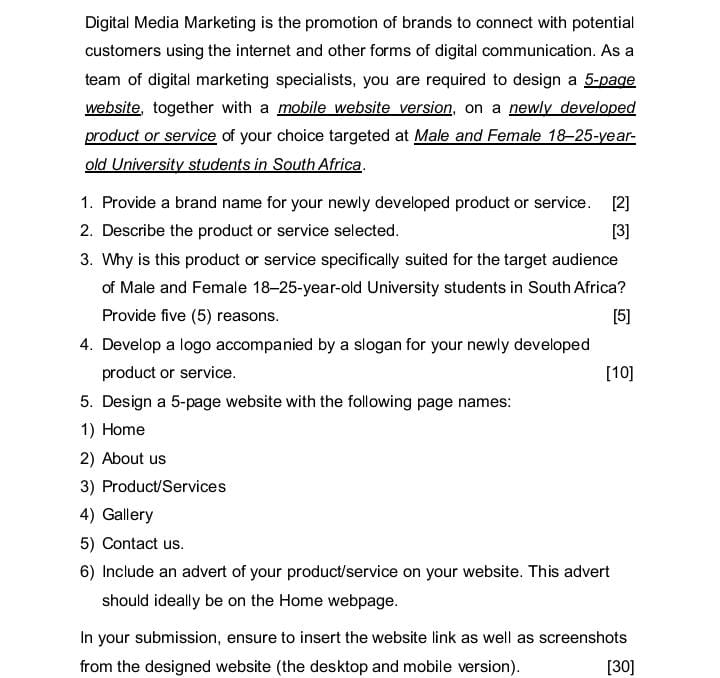 Digital Media Marketing is the promotion of brands to connect with potential
customers using the internet and other forms of digital communication. As a
team of digital marketing specialists, you are required to design a 5-page
website, together with a mobile website version, on a newly developed
product or service of your choice targeted at Male and Female 18–25-year-
old University students in South Africa.
1. Provide a brand name for your newly developed product or service. [2]
2. Describe the product or service selected. [3]
3. Why is this product or service specifically suited for the target audience
of Male and Female 18–25-year-old University students in South Africa?
Provide five (5) reasons. [5]
4. Develop a logo accompanied by a slogan for your newly developed
product or service. [10]
5. Design a 5-page website with the following page names:
1) Home
2) About us
3) Product/Services
4) Gallery
5) Contact us.
6) Include an advert of your product/service on your website. This advert
should ideally be on the Home webpage.
In your submission, ensure to insert the website link as well as screenshots
from the designed website (the desktop and mobile version). [30]